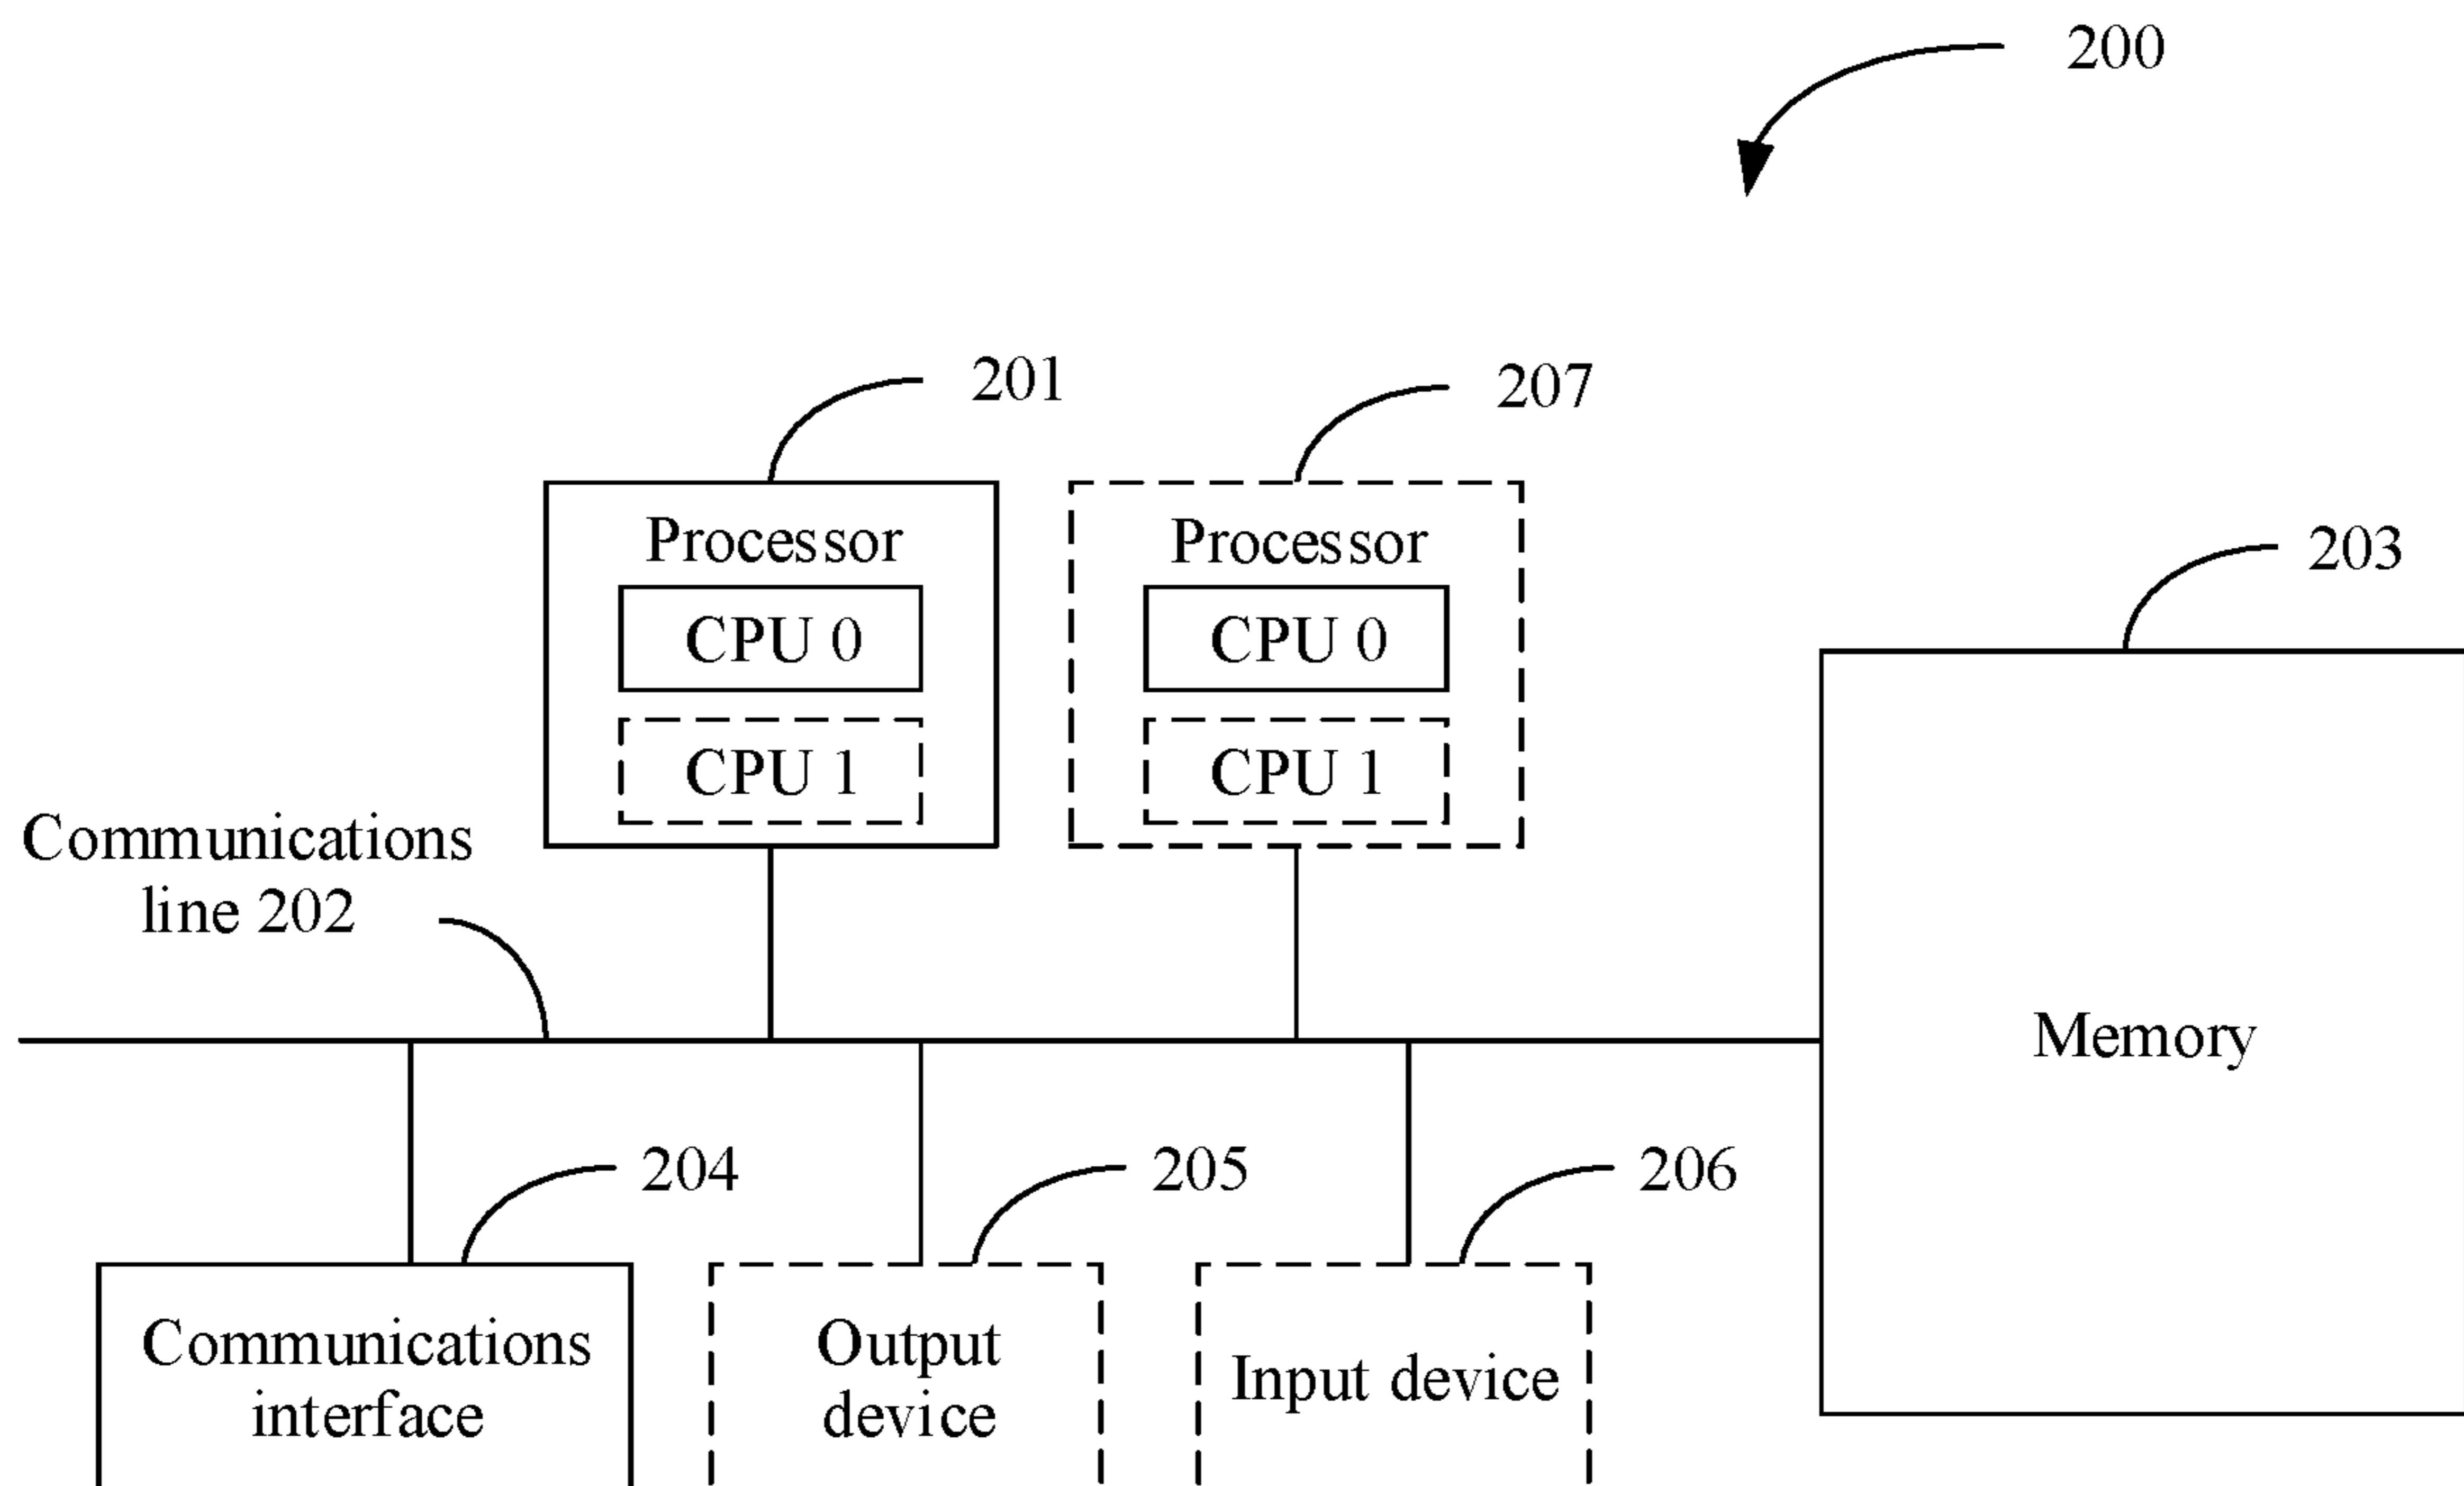 200
201
207
Processor
Processor
203
CPU 0
CPU 0
CPU 1
CPU 1
Communications
line 202
Memory
204
205
206
Communications
interface
Output
device
Input device